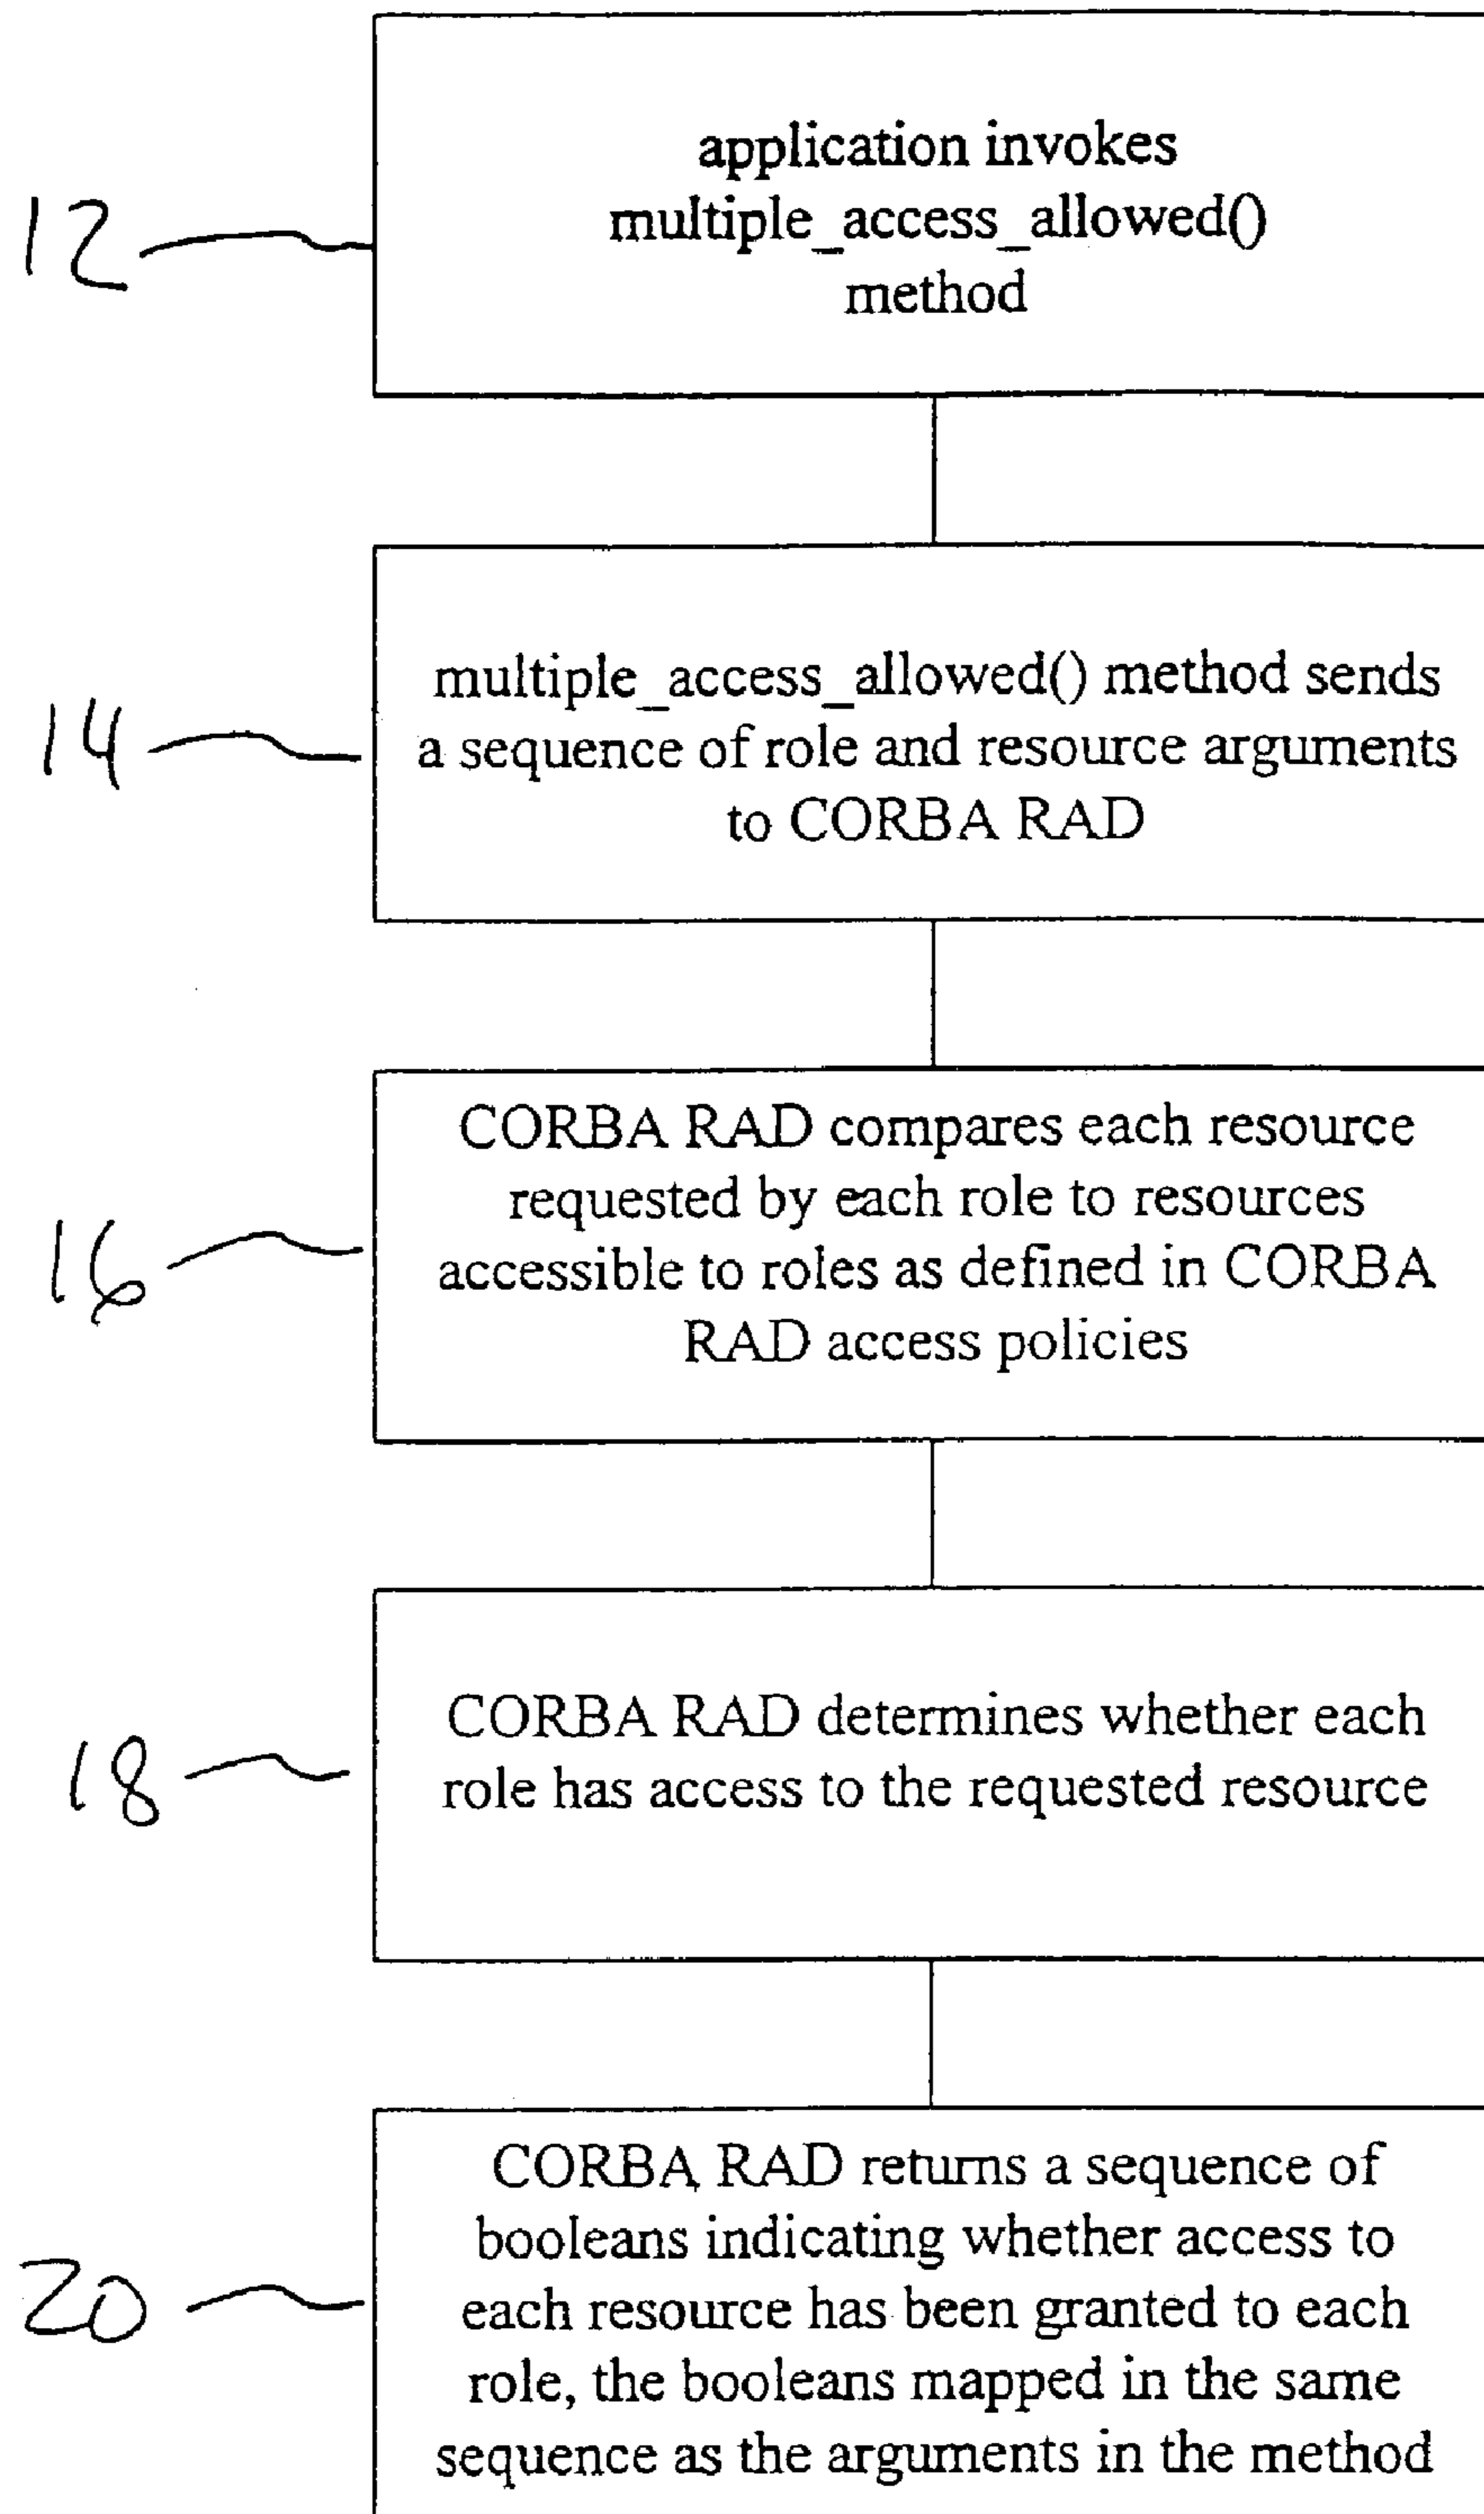 application invokes
12
multiple_access_allowed()
method
multiple_access_allowed() method sends
14
a sequence of role and resource arguments
to CORBA RAD
CORBA RAD compares each resource
requested by each role to resources
16
accessible to roles as defined in CORBA
RAD access policies
CORBA RAD determines whether each
18
role has access to the requested resource
CORBA RAD returns a sequence of
booleans indicating whether access to
20
each resource has been granted to each
role, the booleans mapped in the same
sequence as the arguments in the method